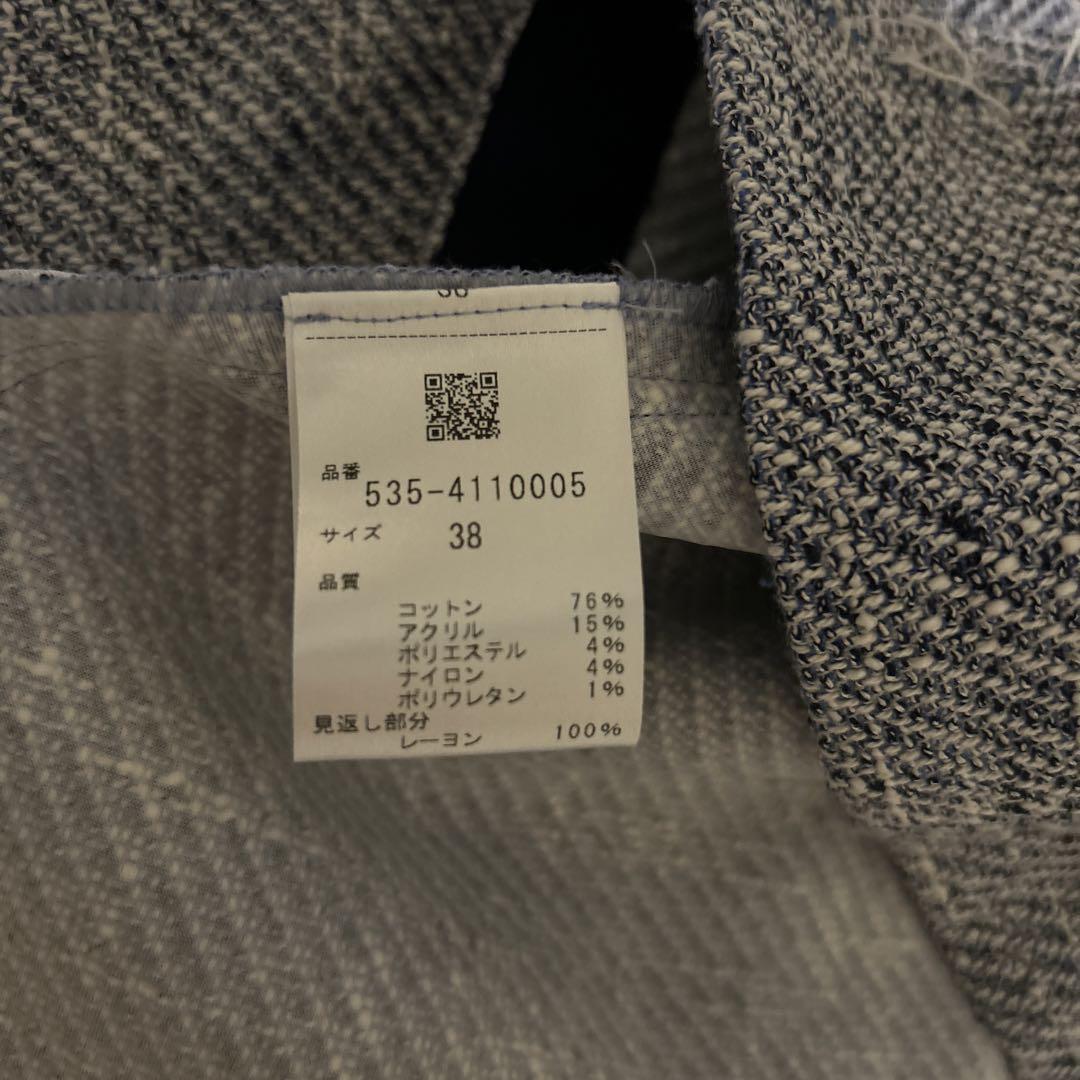 品番
535-4110005
サイズ 38
品質
コットン 76%
アクリル 15%
ポリエステル 4%
ナイロン 4%
ポリウレタン 1%
見返し部分
レーヨン 100%